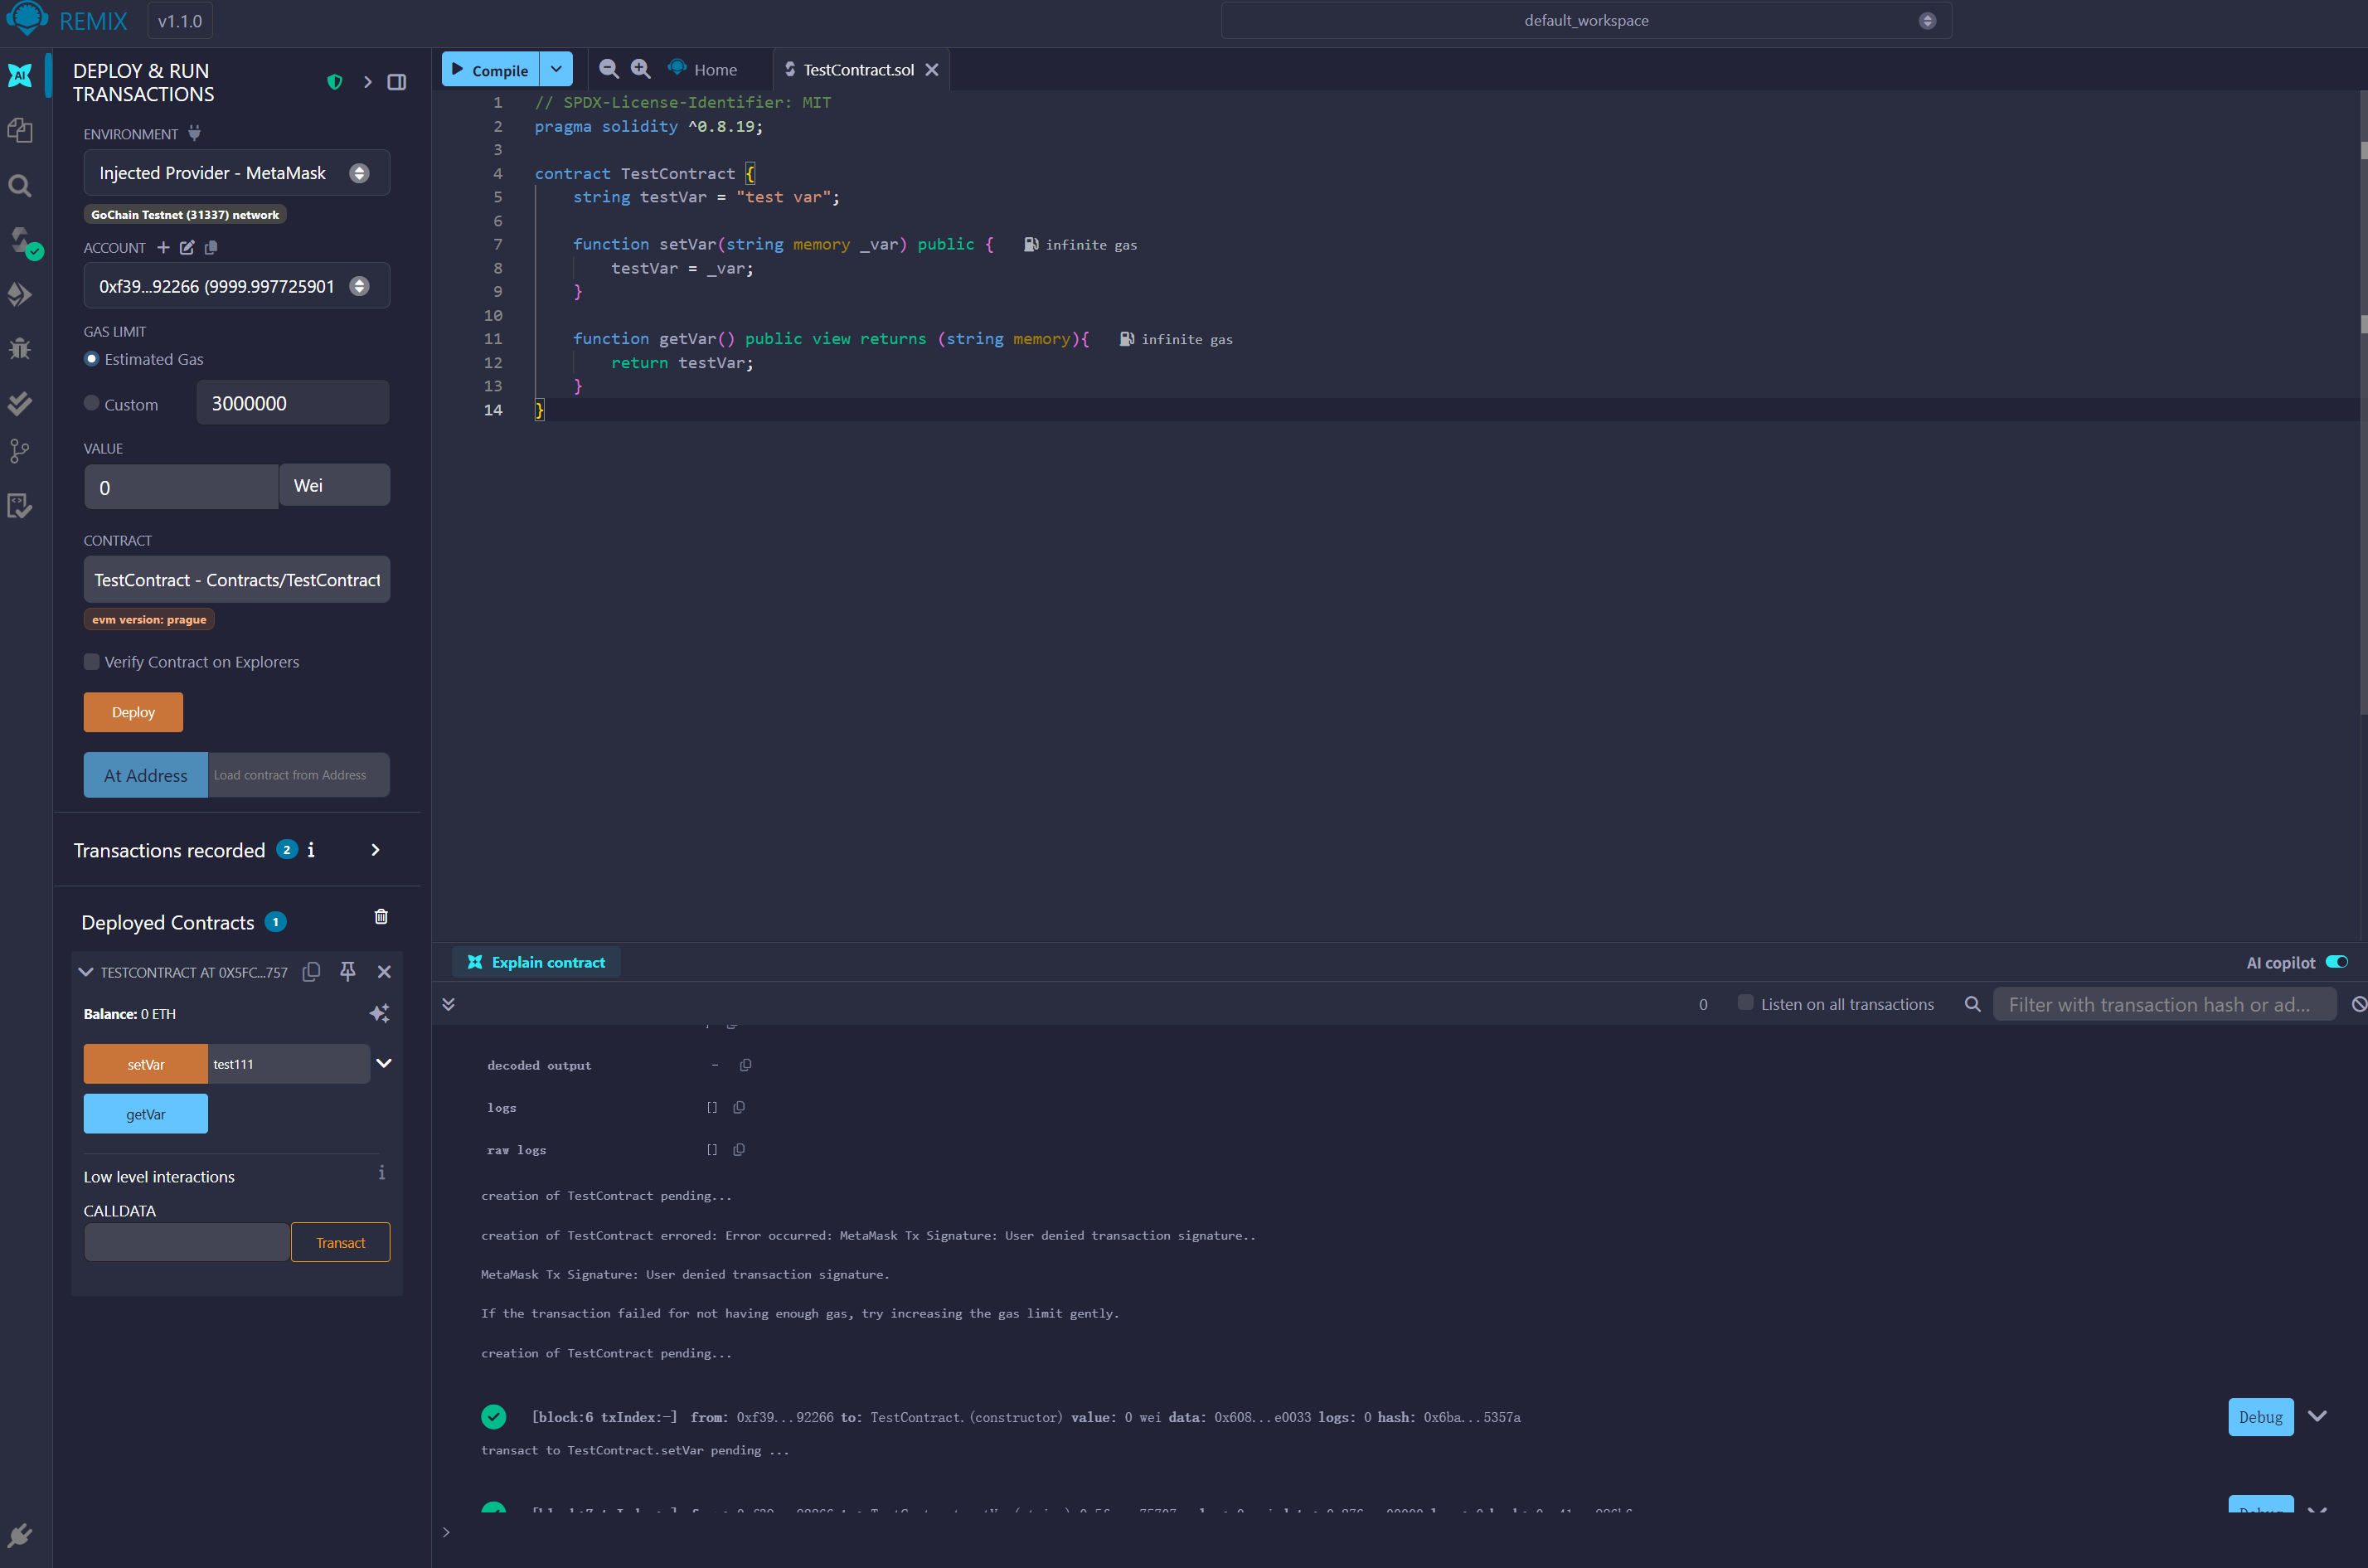 REMIX v1.1.0
default_workspace
DEPLOY & RUN
TRANSACTIONS
ENVIRONMENT
Injected Provider - MetaMask
GoChain Testnet (31337) network
ACCOUNT
0xf39...92266 (9999.997725901
GAS LIMIT
Estimated Gas
Custom
3000000
VALUE
0
Wei
CONTRACT
TestContract - Contracts/TestContract
evm version: prague
Verify Contract on Explorers
Deploy
At Address
Load contract from Address
Transactions recorded 2
Deployed Contracts 1
TESTCONTRACT AT 0X5FC...757
Balance: 0 ETH
setVar
test111
getVar
Low level interactions
CALLDATA
Transact
Compile
Home
TestContract.sol
1 // SPDX-License-Identifier: MIT
2 pragma solidity ^0.8.19;
3
4 contract TestContract {
5 string testVar = "test var";
6
7 function setVar(string memory _var) public { infinite gas
8 testVar = _var;
9 }
10
11 function getVar() public view returns (string memory){ infinite gas
12 return testVar;
13 }
14 }
Explain contract
AI copilot
0
Listen on all transactions
Filter with transaction hash or ad...
decoded output -
logs []
raw logs []
creation of TestContract pending...
creation of TestContract errored: Error occurred: MetaMask Tx Signature: User denied transaction signature..
MetaMask Tx Signature: User denied transaction signature.
If the transaction failed for not having enough gas, try increasing the gas limit gently.
creation of TestContract pending...
[block:6 txIndex:-] from: 0xf39...92266 to: TestContract.(constructor) value: 0 wei data: 0x608...e0033 logs: 0 hash: 0x6ba...5357a
Debug
transact to TestContract.setVar pending ...
>